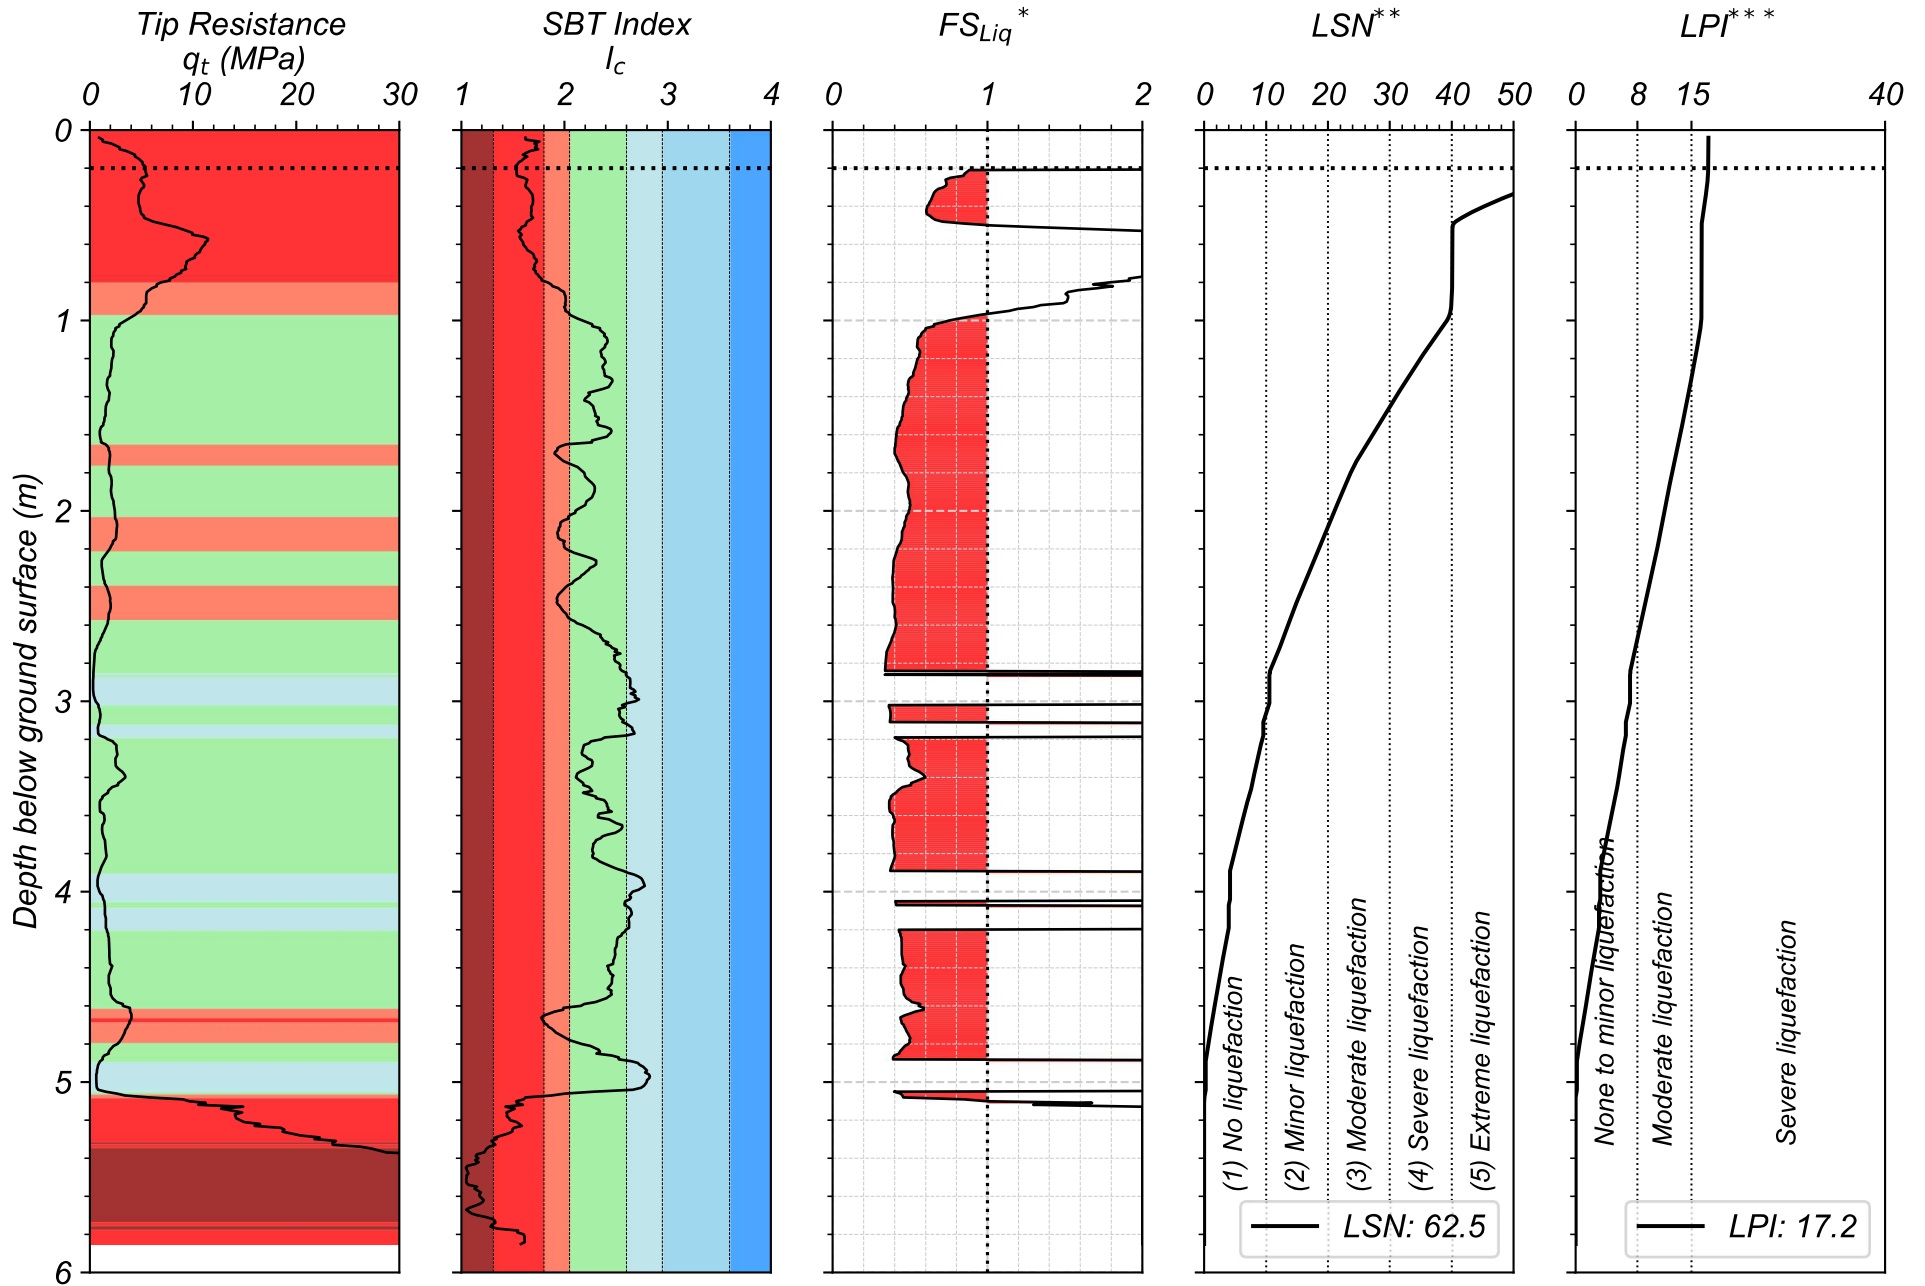 Tip Resistance
qt (MPa)
0 10 20 30
SBT Index
Ic
1 2 3 4
FSLiq*
0 1 2
LSN**
0 10 20 30 40 50
LPI***
0 8 15 40
Depth below ground surface (m)
0
1
2
3
4
5
6
(1) No liquefaction
(2) Minor liquefaction
(3) Moderate liquefaction
(4) Severe liquefaction
(5) Extreme liquefaction
LSN: 62.5
None to minor liquefaction
Moderate liquefaction
Severe liquefaction
LPI: 17.2